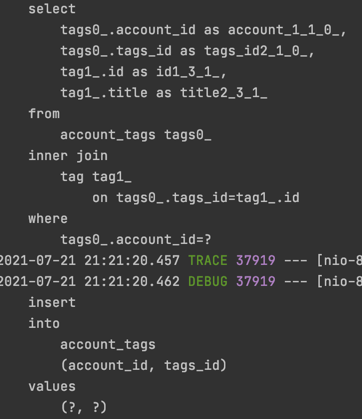 select
tags0_.account_id as account_1_1_0_,
tags0_.tags_id as tags_id2_1_0_,
tag1_.id as id1_3_1_,
tag1_.title as title2_3_1_
from
account_tags tags0_
inner join
tag tag1_
on tags0_.tags_id=tag1_.id
where
tags0_.account_id=?
2021-07-21 21:21:20.457 TRACE 37919 --- [nio-8
2021-07-21 21:21:20.462 DEBUG 37919 --- [nio-8
insert
into
account_tags
(account_id, tags_id)
values
(?, ?)